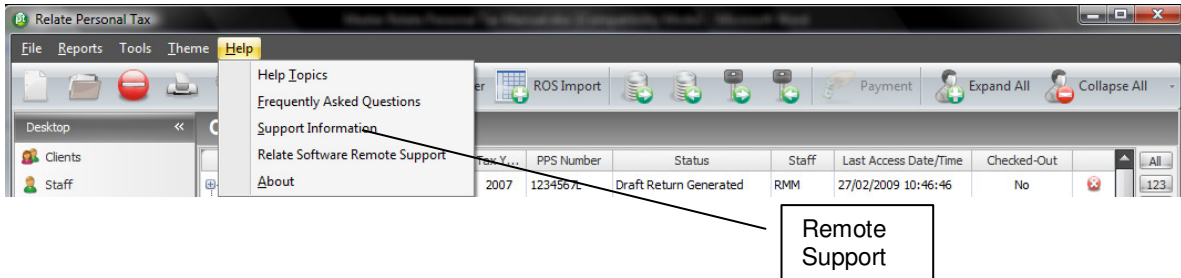 Relate Personal Tax
File Reports Tools Theme Help
Help Topics
Frequently Asked Questions
Support Information
Relate Software Remote Support
About
er ROS Import Payment Expand All Collapse All
Desktop «
Clients
Staff
Tax Y... PPS Number Status Staff Last Access Date/Time Checked-Out All
2007 1234567L Draft Return Generated RMM 27/02/2009 10:46:46 No 123
Remote
Support